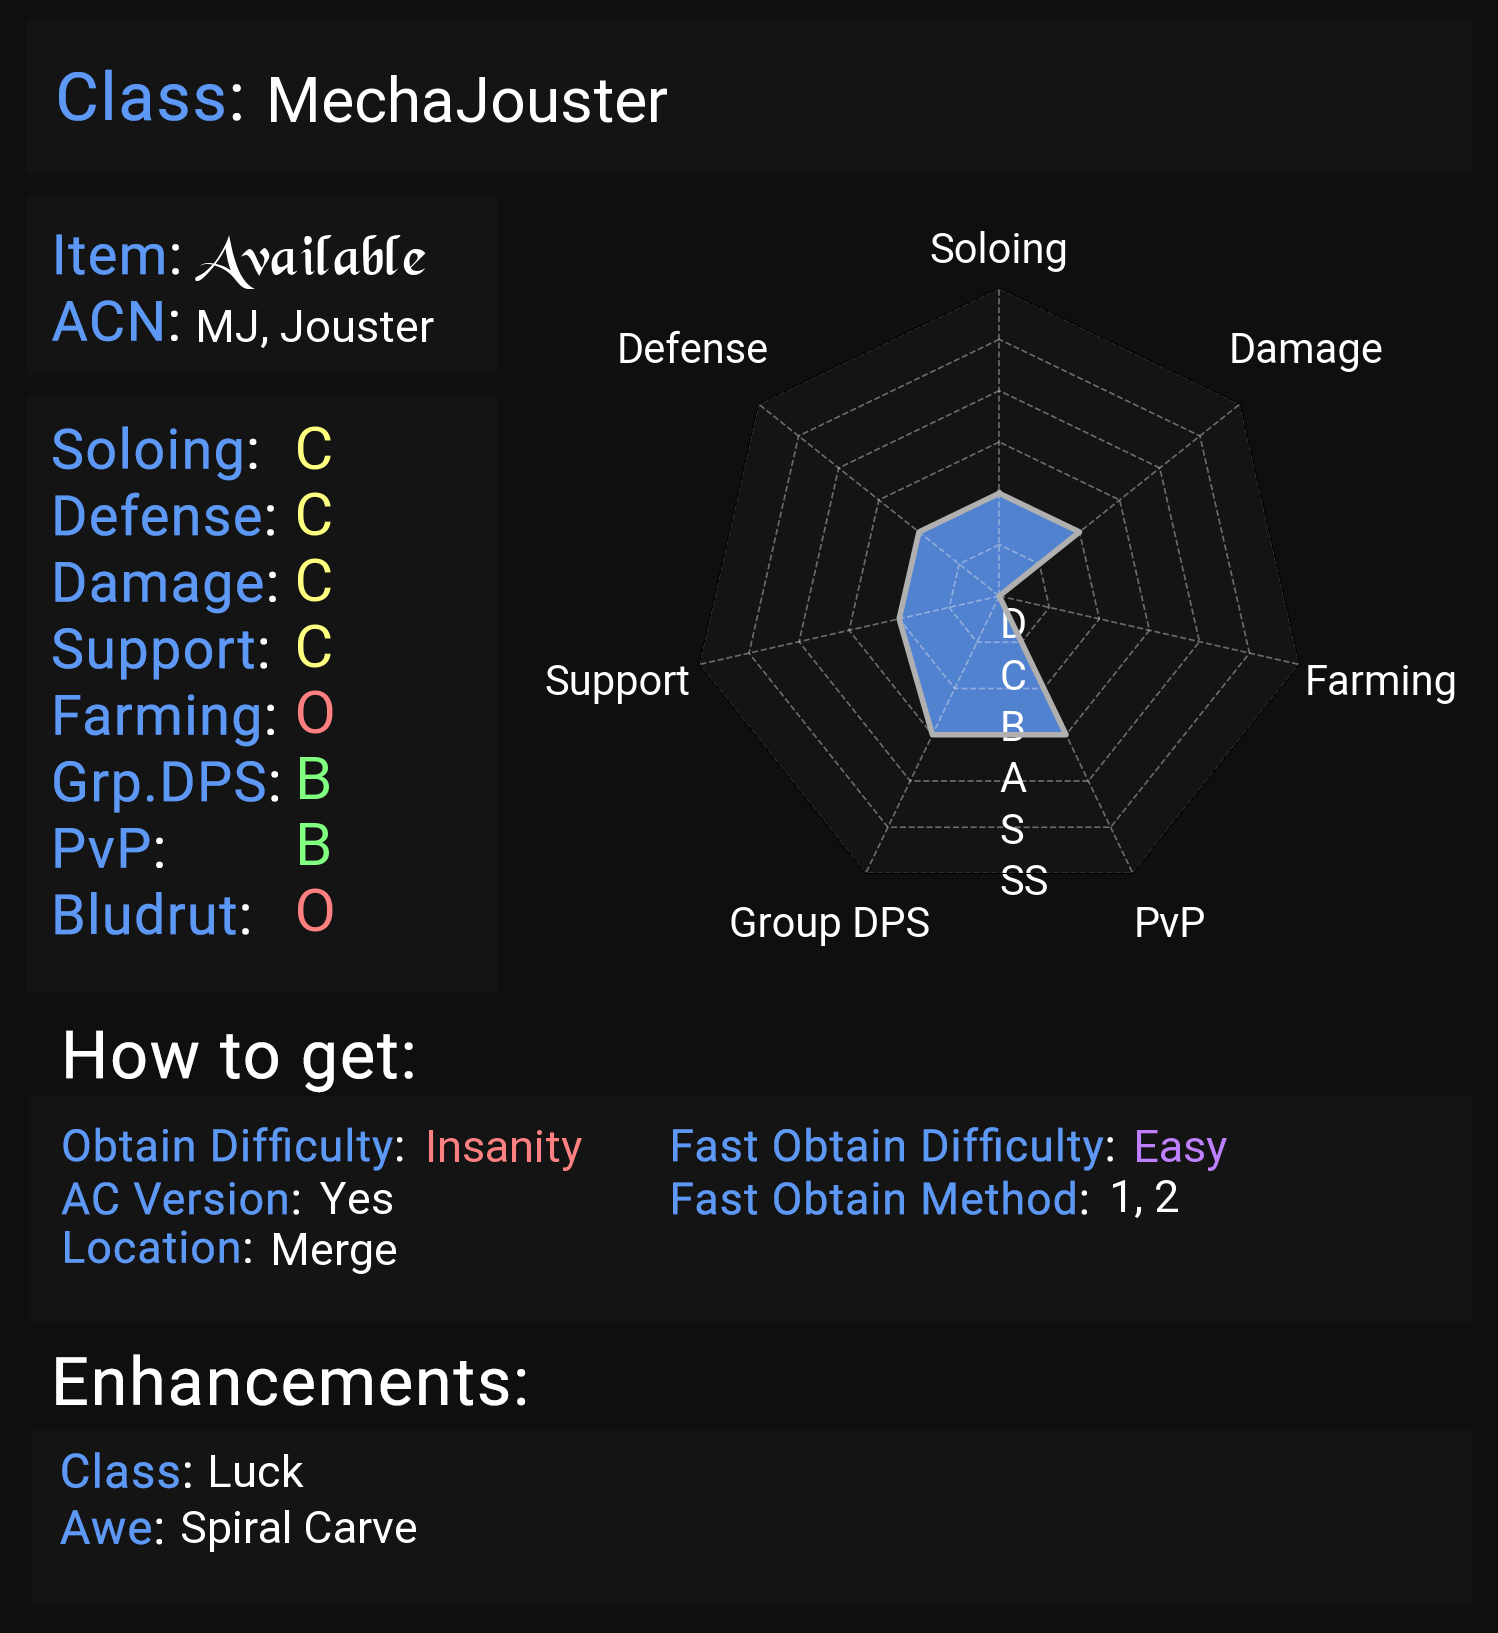 Class: MechaJouster
Item: Available
ACN: MJ, Jouster
Soloing: C
Defense: C
Damage: C
Support: C
Farming: O
Grp.DPS: B
PvP: B
Bludrut: O
Soloing
Defense
Damage
Support
Farming
D
C
B
A
S
SS
Group DPS
PvP
How to get:
Obtain Difficulty: Insanity
AC Version: Yes
Location: Merge
Fast Obtain Difficulty: Easy
Fast Obtain Method: 1, 2
Enhancements:
Class: Luck
Awe: Spiral Carve